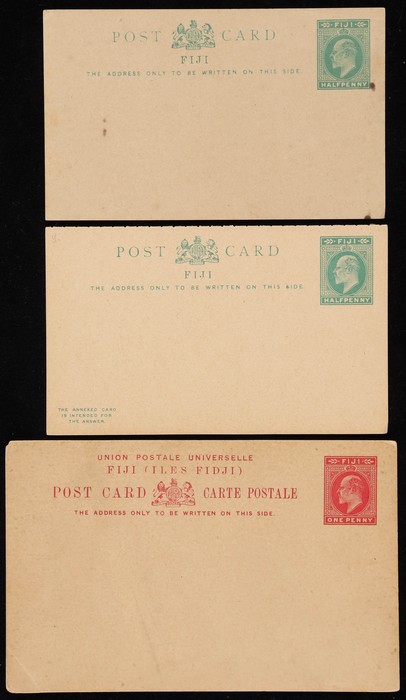 POST CARD
FIJI
THE ADDRESS ONLY TO BE WRITTEN ON THIS SIDE.
FIJI
HALFPENNY
POST CARD
FIJI
THE ADDRESS ONLY TO BE WRITTEN ON THIS SIDE.
FIJI
HALFPENNY
THE ANNEXED CARD
IS INTENDED FOR
THE ANSWER.
UNION POSTALE UNIVERSELLE
FIJI (ILES FIDJI)
POST CARD CARTE POSTALE
THE ADDRESS ONLY TO BE WRITTEN ON THIS SIDE.
FIJI
ONE PENNY